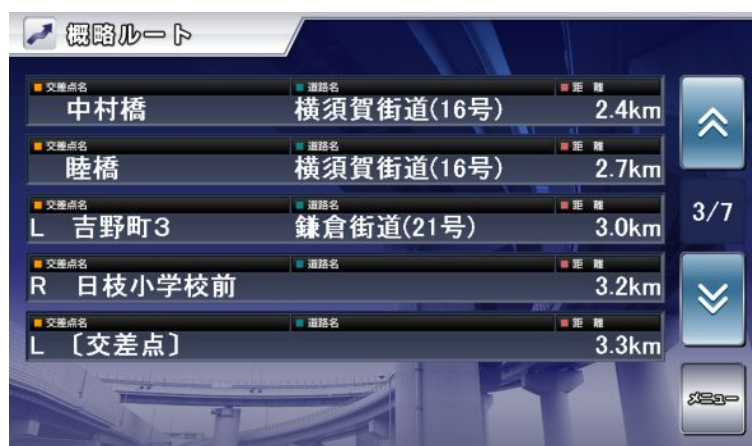 概略ルート
交差点名 道路名 距離
中村橋 横須賀街道(16号) 2.4km
交差点名 道路名 距離
睦橋 横須賀街道(16号) 2.7km
交差点名 道路名 距離
L 吉野町3 鎌倉街道(21号) 3.0km
3/7
交差点名 道路名 距離
R 日枝小学校前 3.2km
交差点名 道路名 距離
L 〔交差点〕 3.3km
メニュー